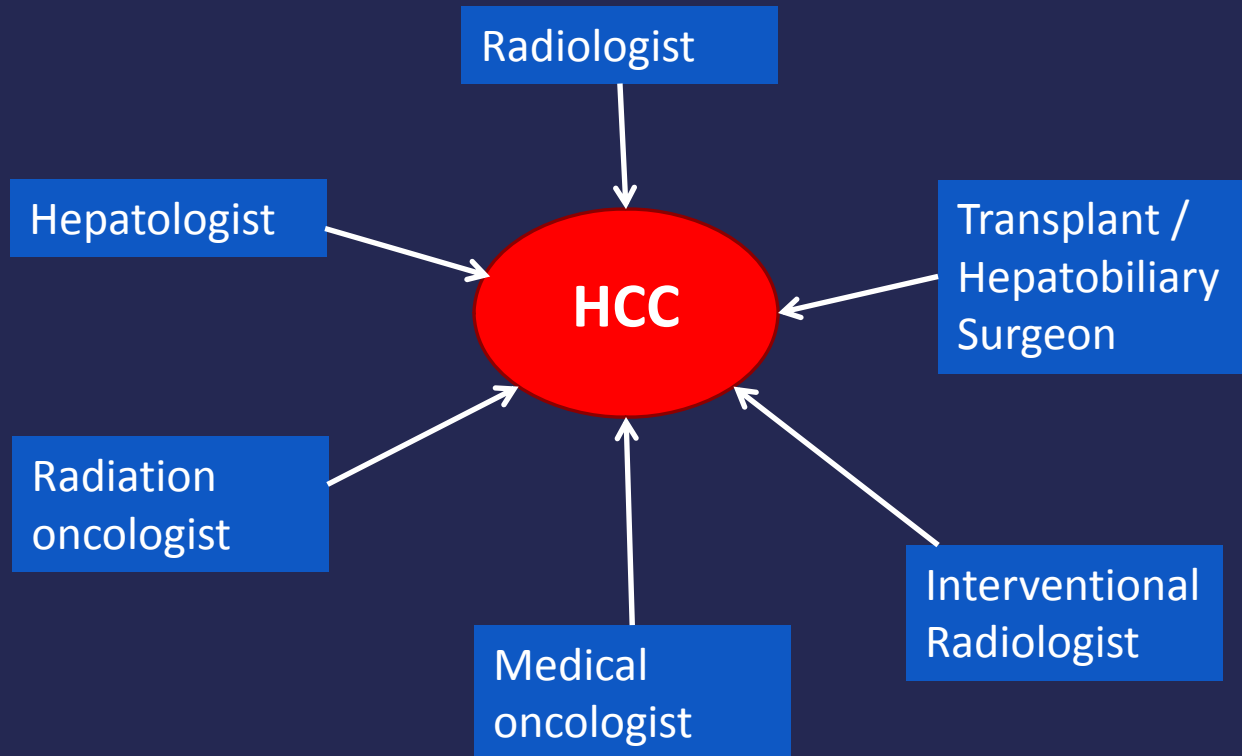 Radiologist
Hepatologist
Transplant /
Hepatobiliary
Surgeon
HCC
Radiation
oncologist
Interventional
Radiologist
Medical
oncologist